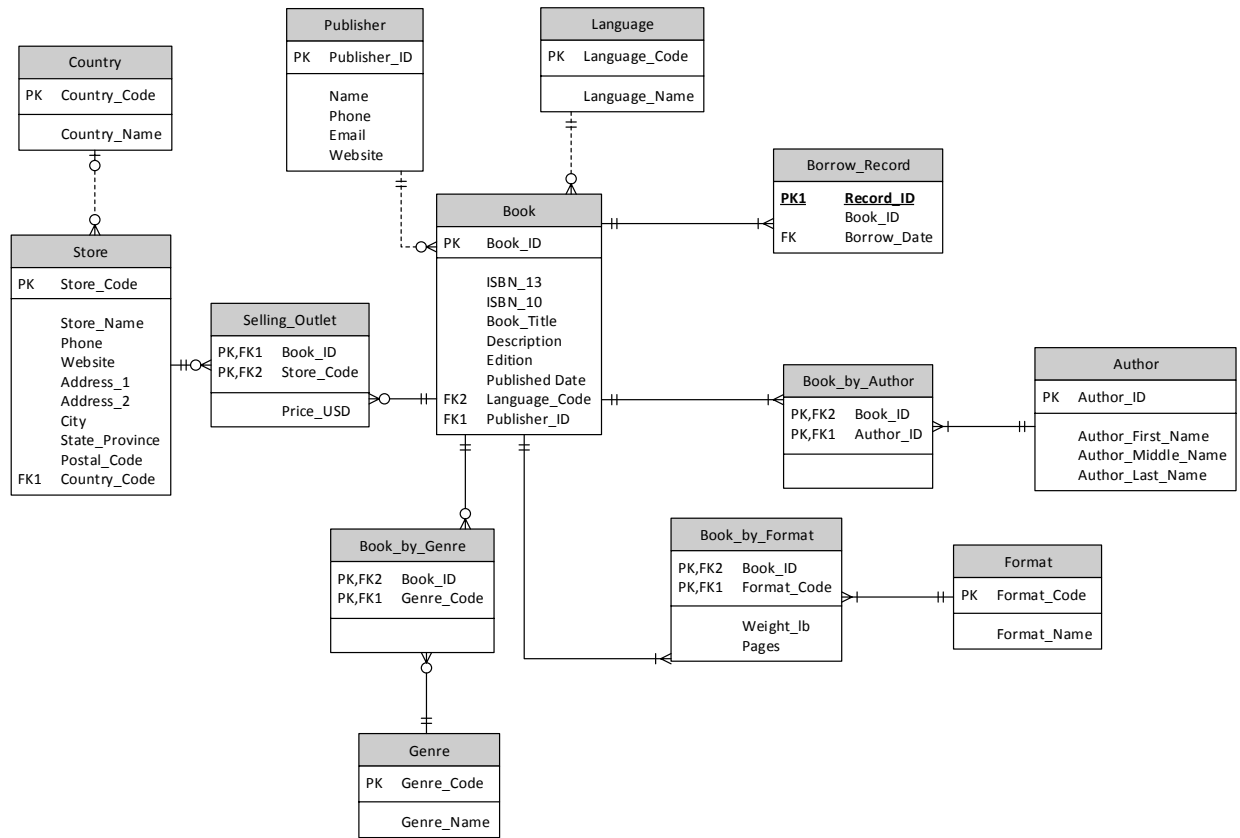 Publisher
PK Publisher_ID
Name
Phone
Email
Website
Language
PK Language_Code
Language_Name
Country
PK Country_Code
Country_Name
Borrow_Record
PK1 Record_ID
Book_ID
FK Borrow_Date
Book
PK Book_ID
ISBN_13
ISBN_10
Book_Title
Description
Edition
Published Date
FK2 Language_Code
FK1 Publisher_ID
Store
PK Store_Code
Store_Name
Phone
Website
Address_1
Address_2
City
State_Province
Postal_Code
FK1 Country_Code
Selling_Outlet
PK,FK1 Book_ID
PK,FK2 Store_Code
Price_USD
Book_by_Author
PK,FK2 Book_ID
PK,FK1 Author_ID
Author
PK Author_ID
Author_First_Name
Author_Middle_Name
Author_Last_Name
Book_by_Genre
PK,FK2 Book_ID
PK,FK1 Genre_Code
Book_by_Format
PK,FK2 Book_ID
PK,FK1 Format_Code
Weight_lb
Pages
Format
PK Format_Code
Format_Name
Genre
PK Genre_Code
Genre_Name